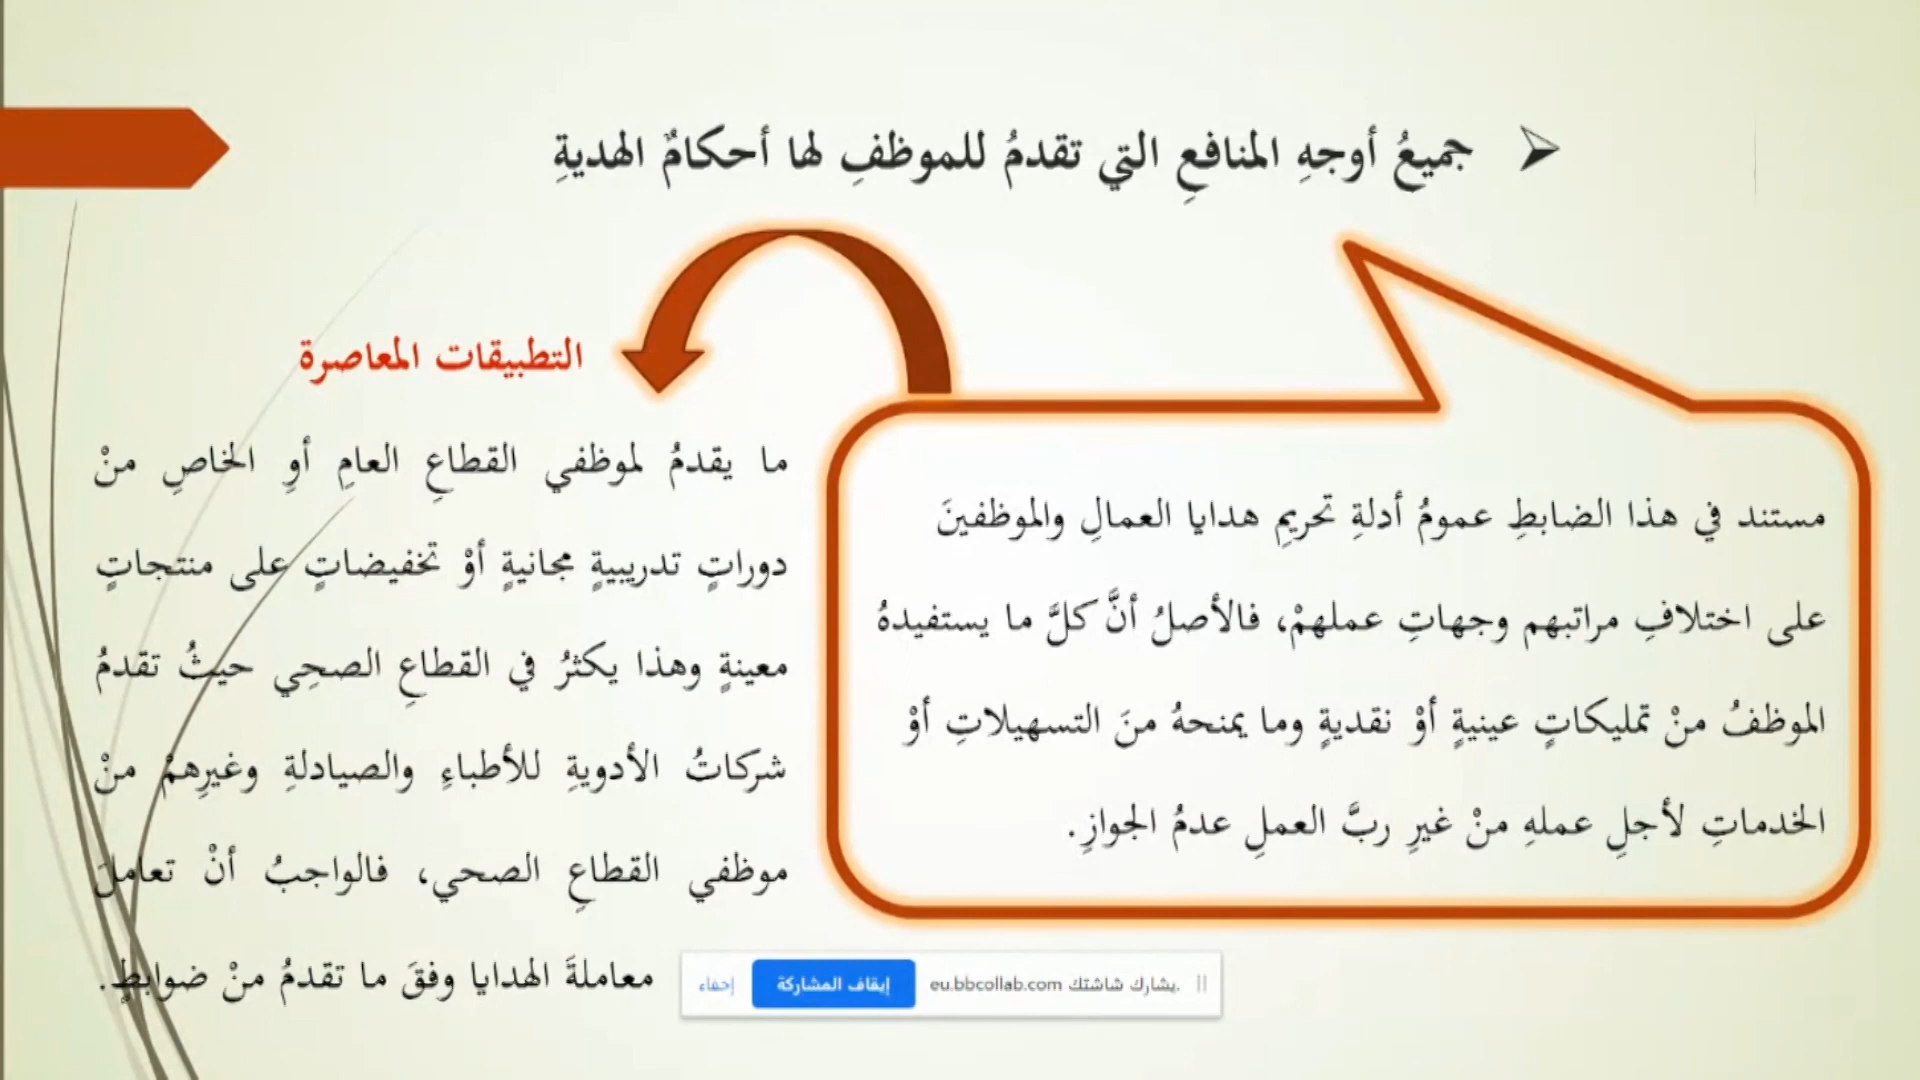 جميعُ أوجهِ المنافعِ التي تقدمُ للموظفِ لها أحكامٌ الهديةِ
مستند في هذا الضابطِ عمومُ أدلةِ تحريمِ هدايا العمالِ والموظفينَ
على اختلافِ مراتبهم وجهاتِ عملهمْ، فالأصلُ أنَّ كلَّ ما يستفيدهُ
الموظفُ منْ تمليكاتٍ عينيةٍ أوْ نقديةٍ وما يمنحهُ منَ التسهيلاتِ أوْ
الخدماتِ لأجلِ عملهِ منْ غيرِ ربَّ العملِ عدمُ الجوازِ.
التطبيقات المعاصرة
ما يقدمُ لموظفي القطاعِ العامِ أوِ الخاصِ منْ
دوراتٍ تدريبيةٍ مجانيةٍ أوْ تخفيضاتٍ على منتجاتٍ
معينةٍ وهذا يكثرُ في القطاعِ الصحِي حيثُ تقدمُ
شركاتُ الأدويةِ للأطباءِ والصيادلةِ وغيرِهمْ منْ
موظفي القطاعِ الصحي، فالواجبُ أنْ تعاملَ
معاملةَ الهدايا وفقَ ما تقدمُ منْ ضوابطٍ.
يشارك شاشتك eu.bbcollab.com.
إيقاف المشاركة
إخفاء